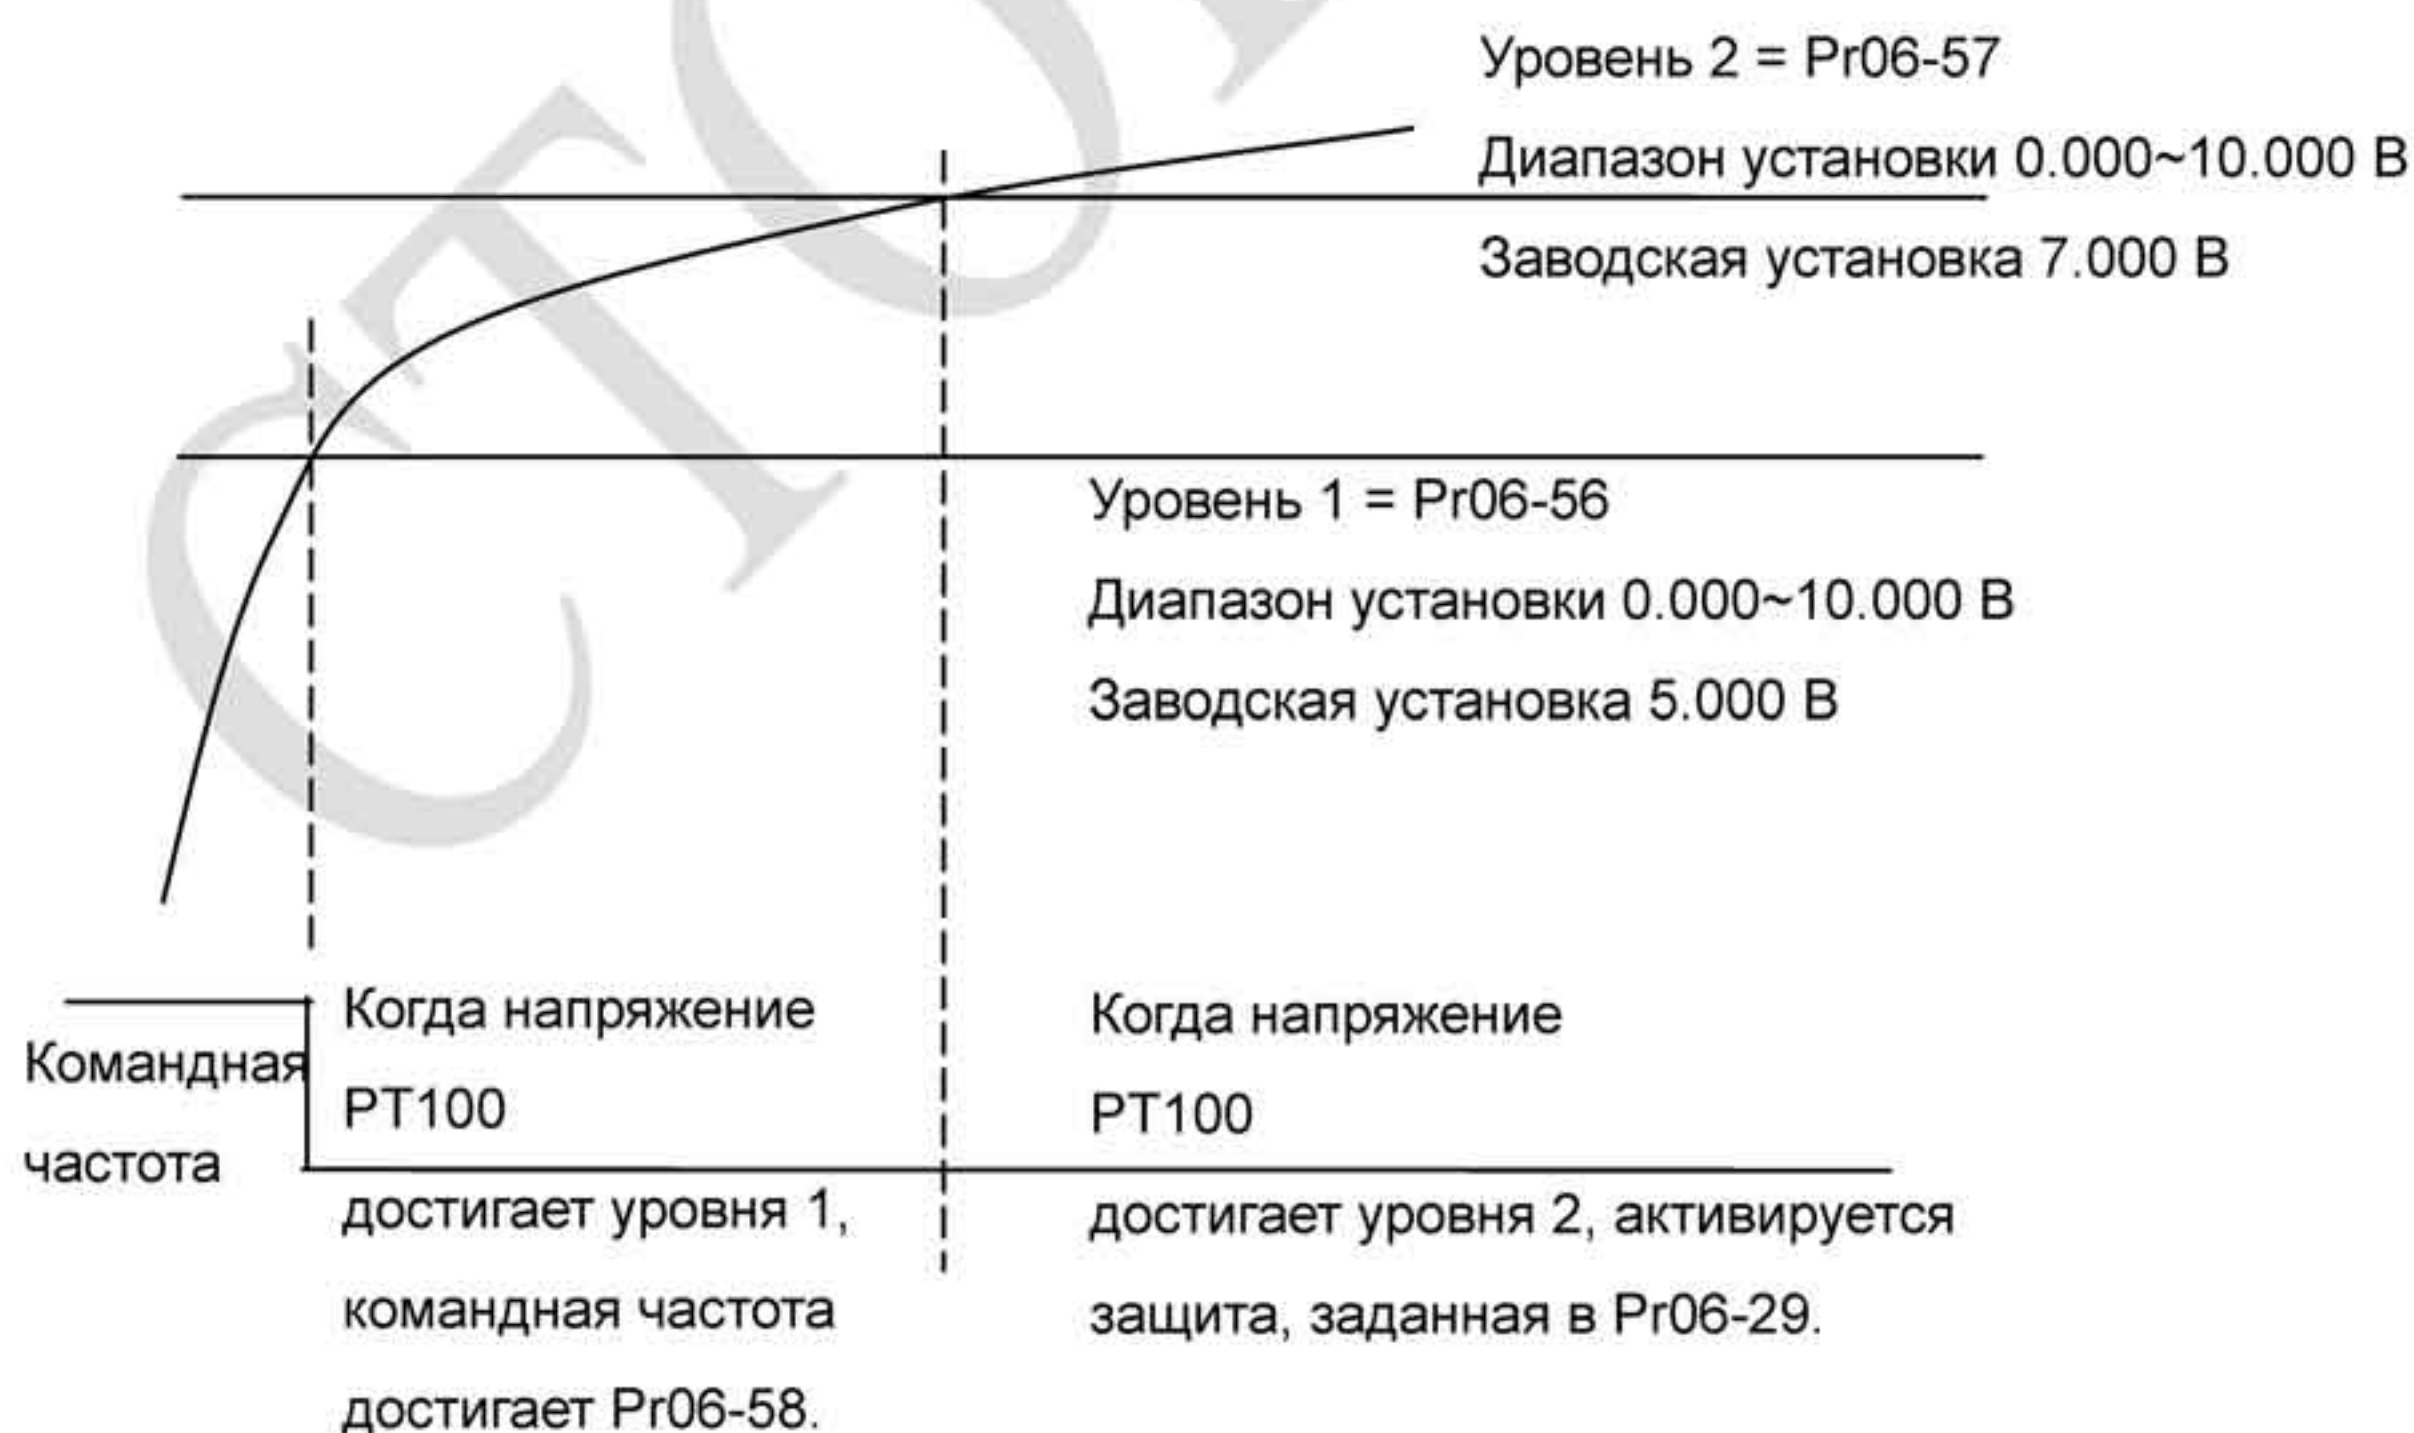 Уровень 2 = Pr06-57
Диапазон установки 0.000~10.000 В
Заводская установка 7.000 В
Уровень 1 = Pr06-56
Диапазон установки 0.000~10.000 В
Заводская установка 5.000 В
Командная
частота
Когда напряжение
PT100
достигает уровня 1,
командная частота
достигает Pr06-58.
Когда напряжение
PT100
достигает уровня 2, активируется
защита, заданная в Pr06-29.